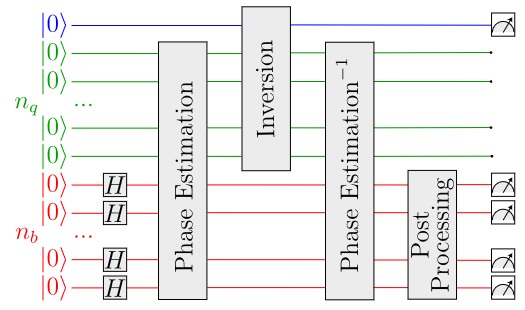 |0⟩
|0⟩
|0⟩
n_q ...
|0⟩
|0⟩
|0⟩ H
|0⟩ H
n_b ...
|0⟩ H
|0⟩ H
Phase Estimation
Inversion
Phase Estimation⁻¹
Post
Processing